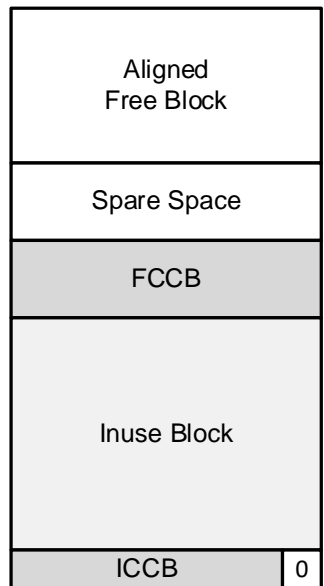 Aligned
Free Block
Spare Space
FCCB
Inuse Block
ICCB 0